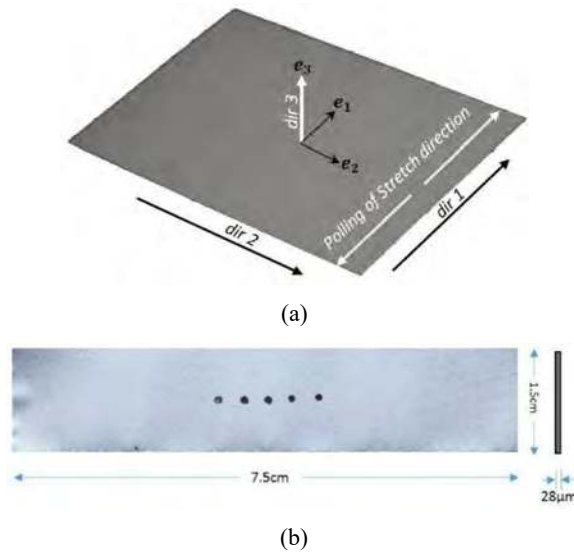 e₃
dir 3
e₁
e₂
Polling of Stretch direction
dir 2
dir 1
(a)
1.5cm
7.5cm
28μm
(b)